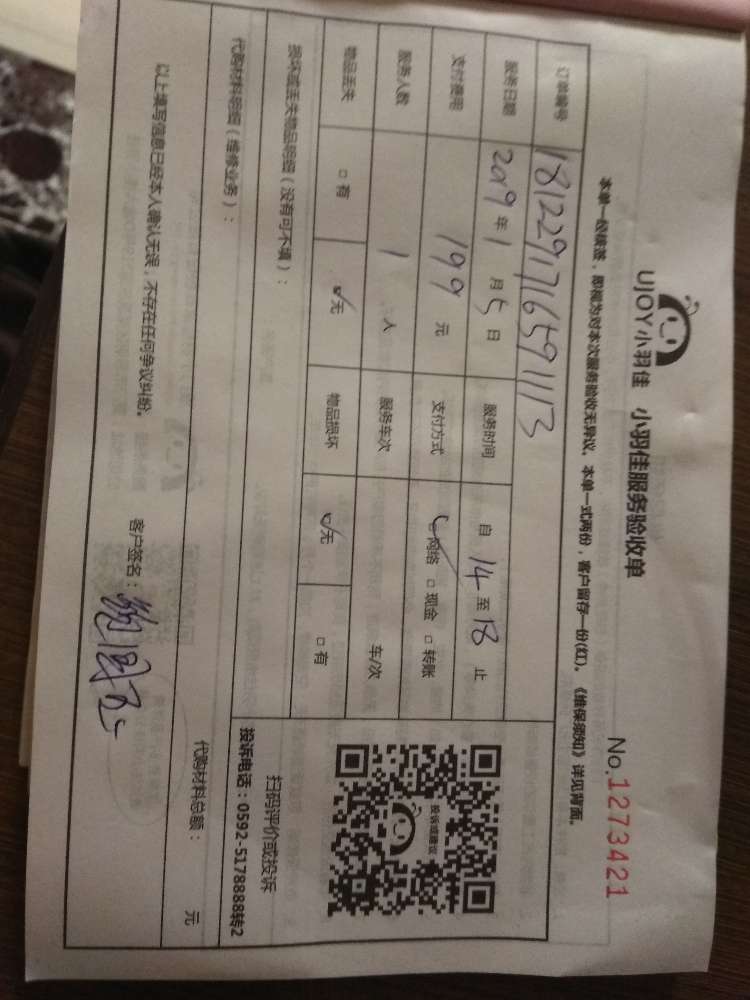 UJOY小羽佳 小羽佳服务验收单
No.1273421
本单一经签署，即视为对本次服务验收无异议。本单一式两份，客户留存一份(红)。《维保须知》详见背面。
订单编号 181229171659113
服务日期 2019年1月5日 服务时间 自14至18止
支付费用 199元 支付方式 网络 □现金 □转账
服务人数 1人 服务车次 车/次
物品丢失 □有 ☑无 物品损坏 ☑无 □有
损坏或丢失物品明细（没有可不填）：
投诉或建议
扫码评价或投诉
投诉电话：0592-5178888转2
代购材料明细（维修业务）：
代购材料总额： 元
以上填写信息已经本人确认无误，不存在任何争议纠纷。
客户签名：